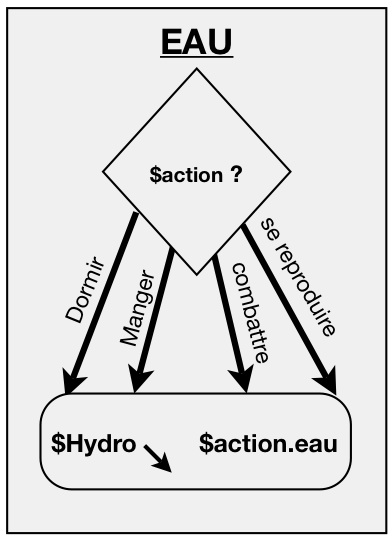 EAU
$action ?
Dormir
Manger
combattre
se reproduire
$Hydro $action.eau